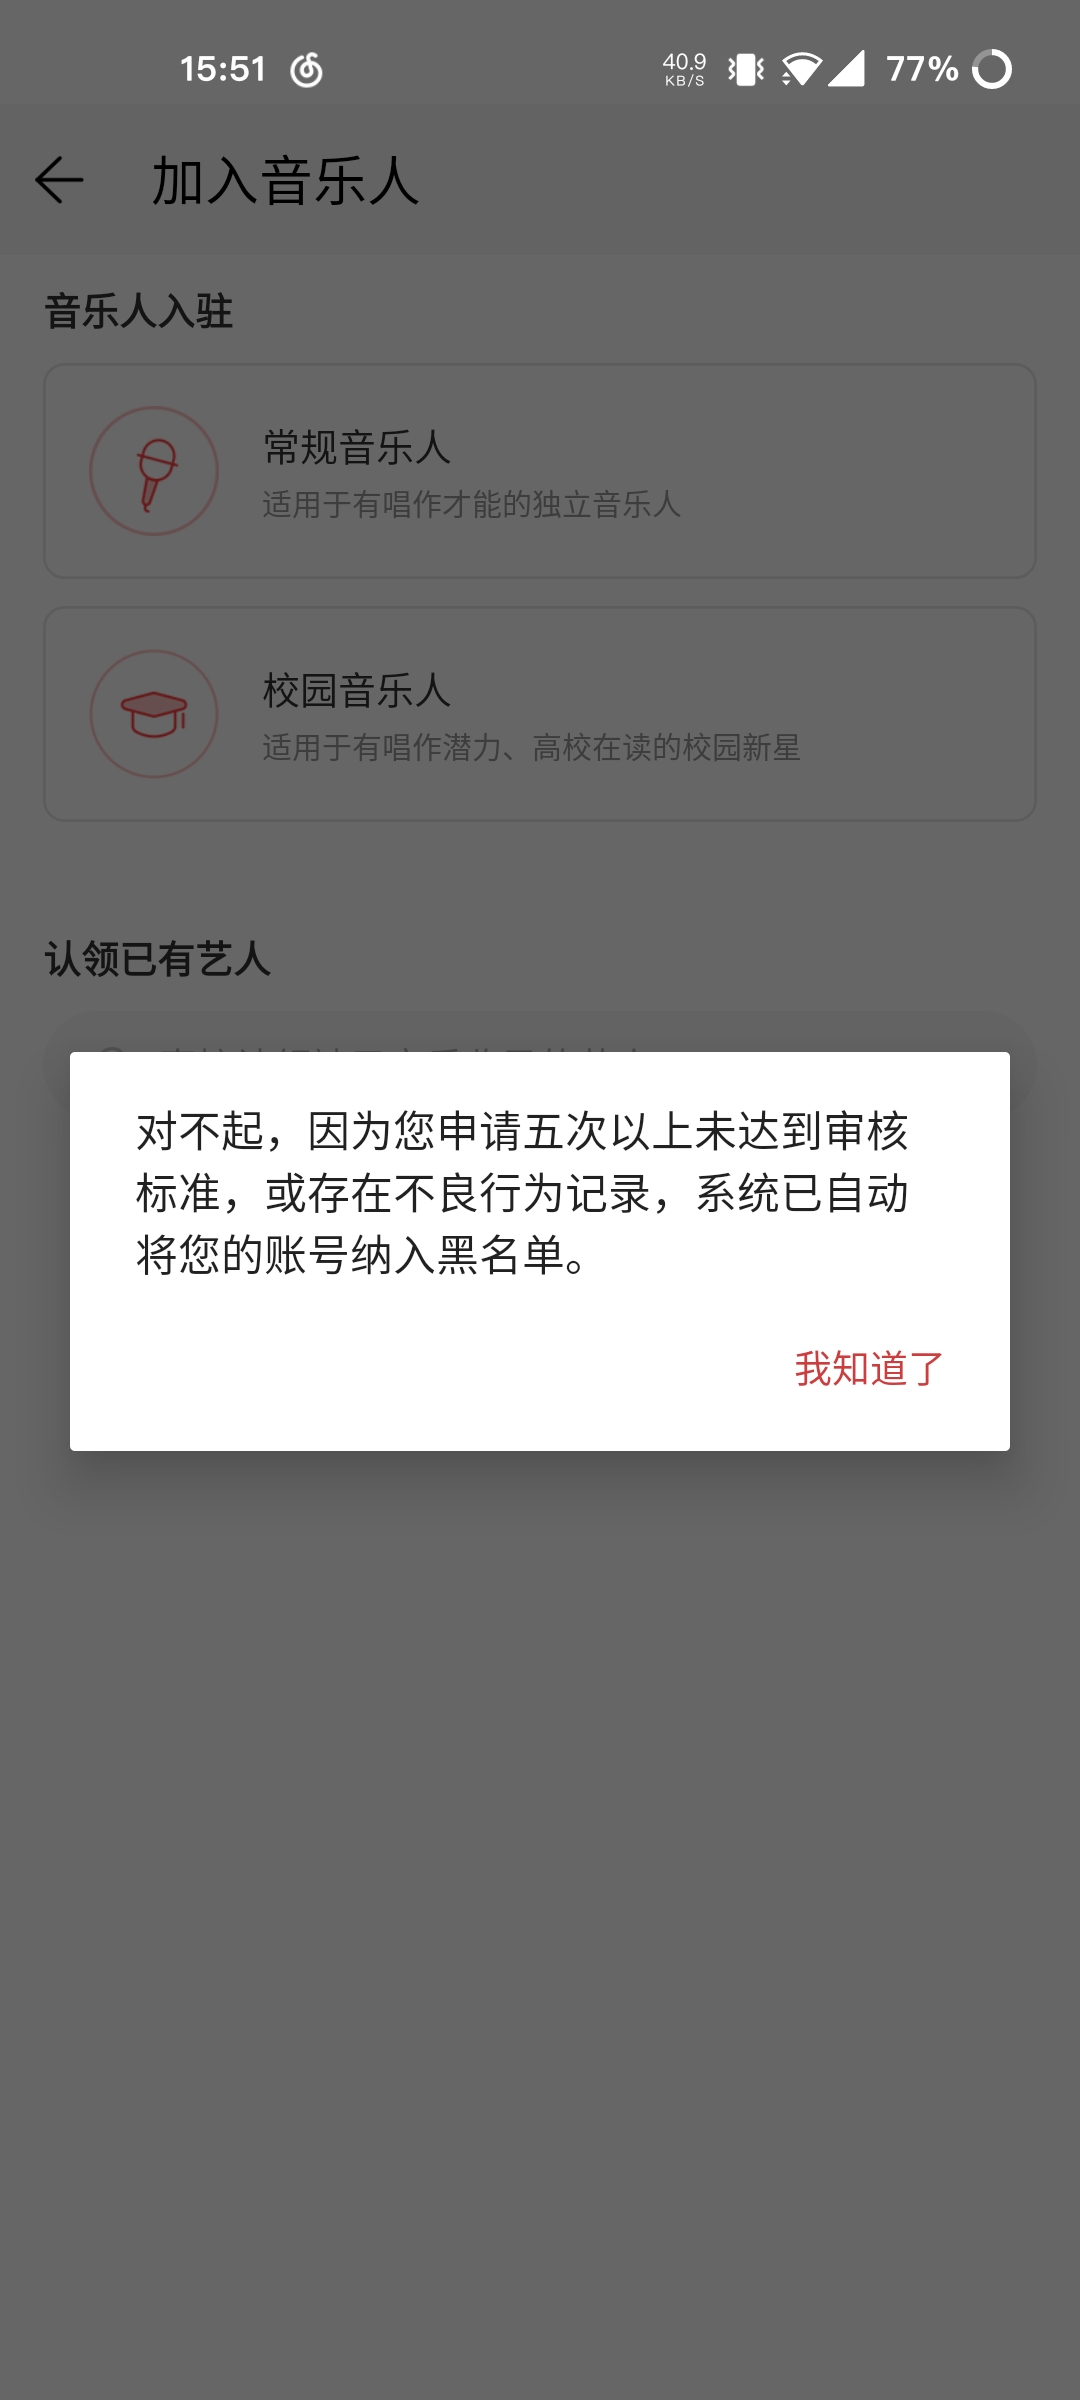 15:51
40.9
KB/S
77%
加入音乐人
音乐人入驻
常规音乐人
适用于有唱作才能的独立音乐人
校园音乐人
适用于有唱作潜力、高校在读的校园新星
认领已有艺人
对不起，因为您申请五次以上未达到审核
标准，或存在不良行为记录，系统已自动
将您的账号纳入黑名单。
我知道了